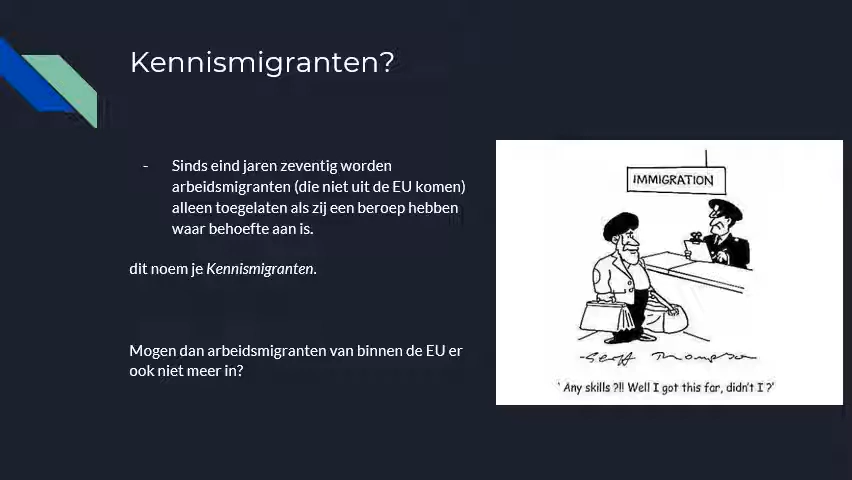 Kennismigranten?
- Sinds eind jaren zeventig worden
arbeidsmigranten (die niet uit de EU komen)
alleen toegelaten als zij een beroep hebben
waar behoefte aan is.
dit noem je Kennismigranten.
Mogen dan arbeidsmigranten van binnen de EU er
ook niet meer in?
IMMIGRATION
Geoff Thompson
' Any skills ?!! Well I got this far, didn't I ?'